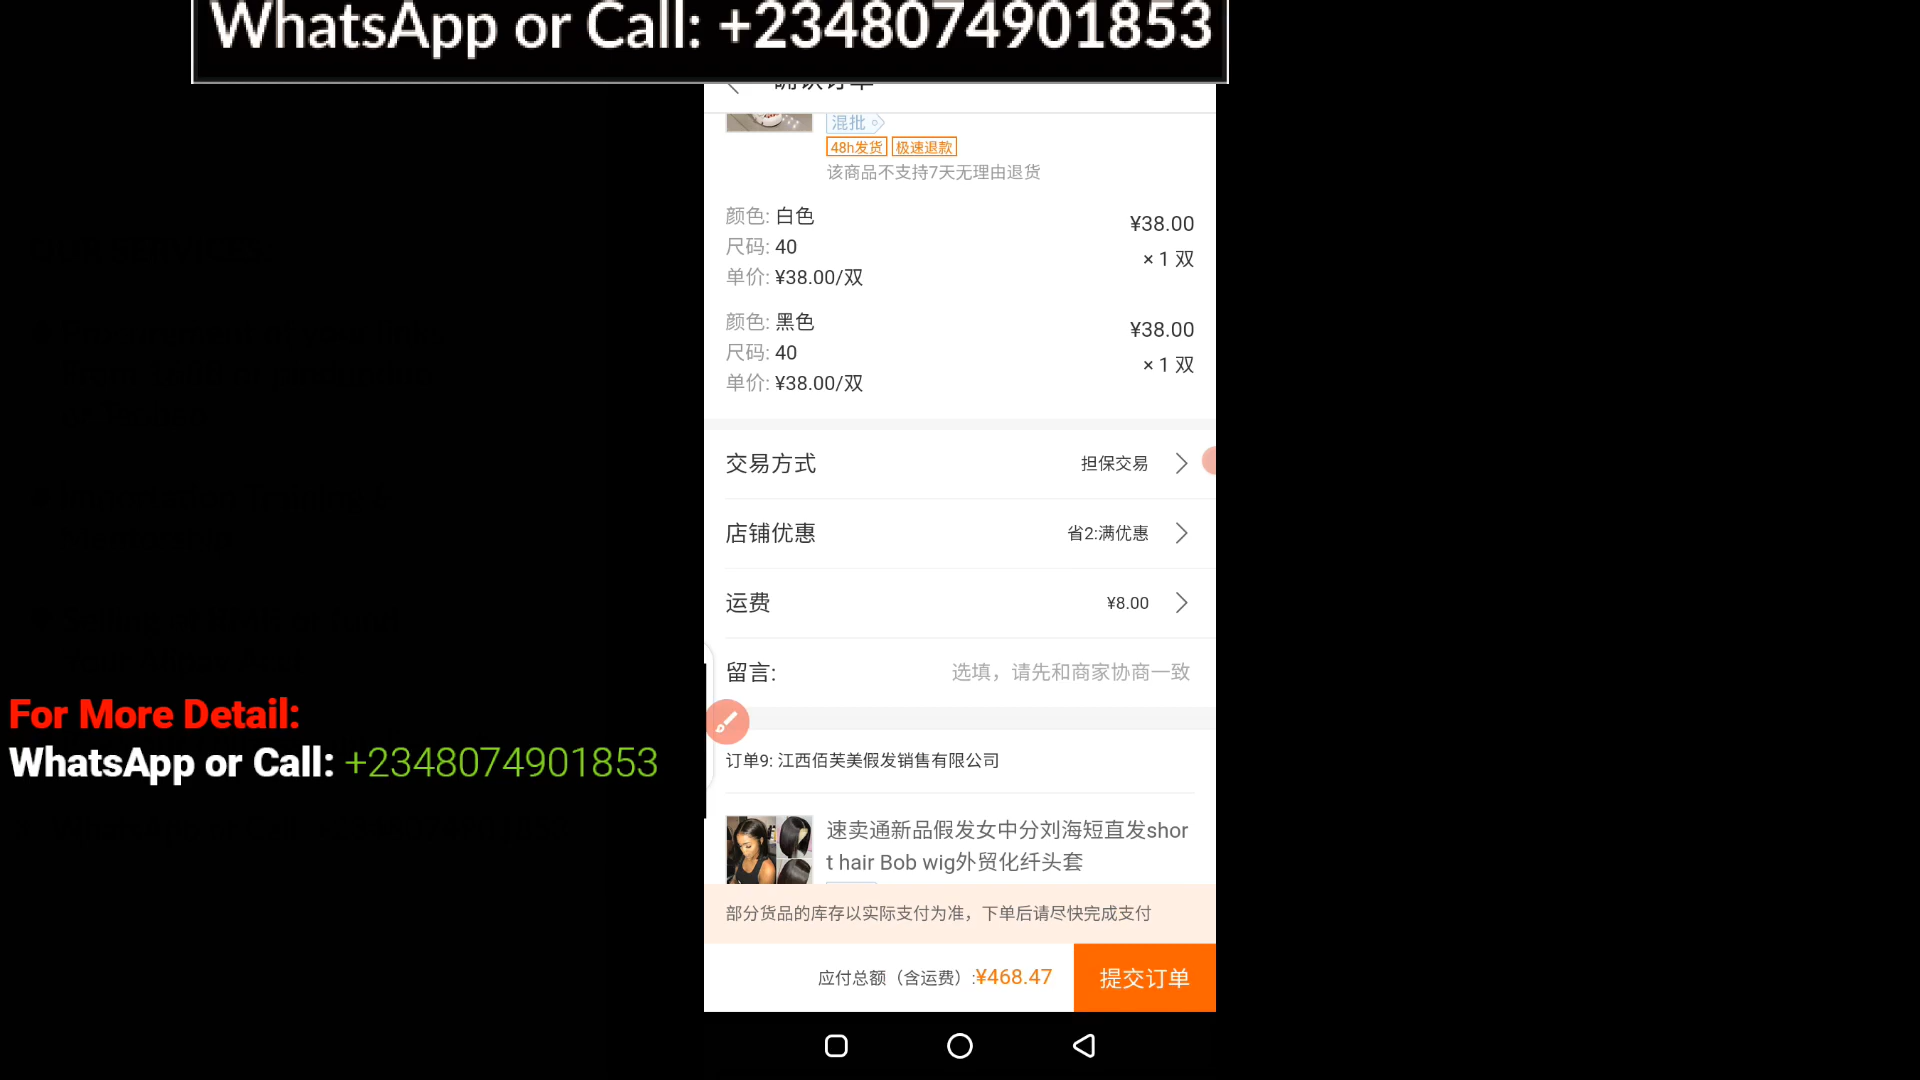 WhatsApp or Call: +2348074901853
确认订单
混批
48h发货 极速退款
该商品不支持7天无理由退货
颜色: 白色
¥38.00
尺码: 40
× 1 双
单价: ¥38.00/双
颜色: 黑色
¥38.00
尺码: 40
× 1 双
单价: ¥38.00/双
交易方式 担保交易
店铺优惠 省2:满优惠
运费 ¥8.00
留言: 选填，请先和商家协商一致
For More Detail:
WhatsApp or Call: +2348074901853
订单9: 江西佰芙美假发销售有限公司
速卖通新品假发女中分刘海短直发shor
t hair Bob wig外贸化纤头套
部分货品的库存以实际支付为准，下单后请尽快完成支付
应付总额（含运费）:¥468.47 提交订单